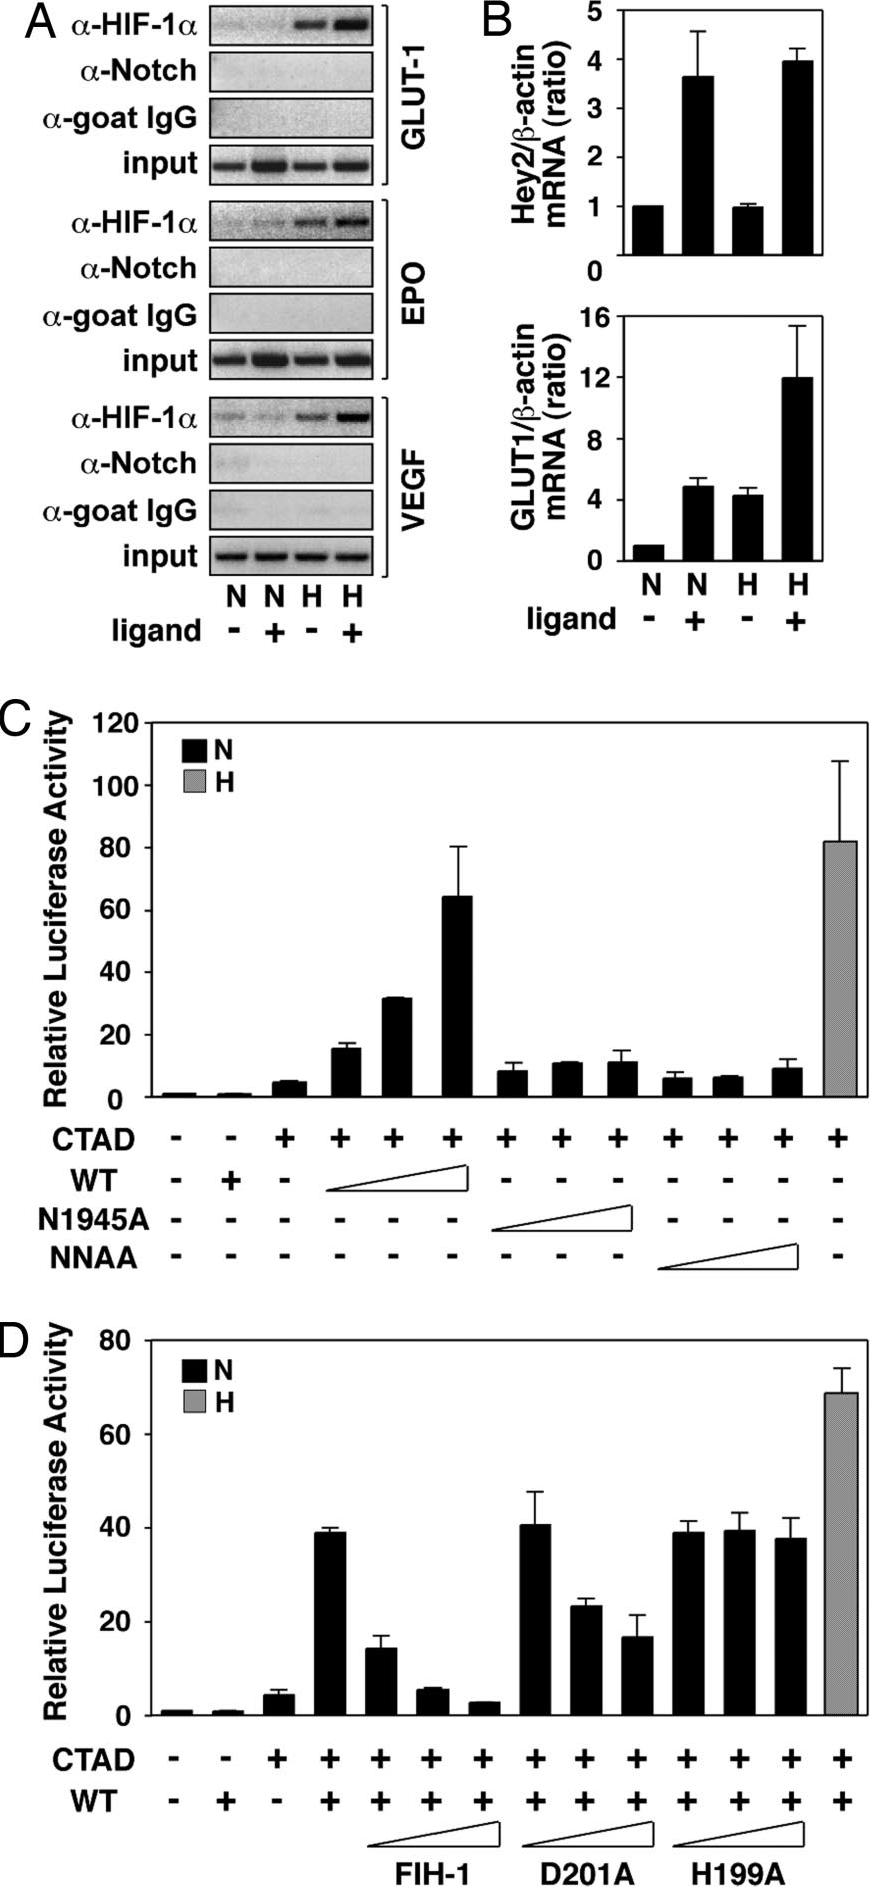 A
α-HIF-1α
α-Notch
α-goat IgG
input
GLUT-1
α-HIF-1α
α-Notch
α-goat IgG
input
EPO
α-HIF-1α
α-Notch
α-goat IgG
input
VEGF
N N H H
ligand - + - +
B
Hey2/β-actin
mRNA (ratio)
5
4
3
2
1
0
GLUT1/β-actin
mRNA (ratio)
16
12
8
4
0
N N H H
ligand - + - +
C
Relative Luciferase Activity
120
100
80
60
40
20
0
N
H
CTAD - - + + + + + + + + + + +
WT - + - - - - - - - -
N1945A - - - - - - - - - -
NNAA - - - - - - - - - -
D
Relative Luciferase Activity
80
60
40
20
0
N
H
CTAD - - + + + + + + + + + + + +
WT - + - + + + + + + + + + + +
FIH-1 D201A H199A